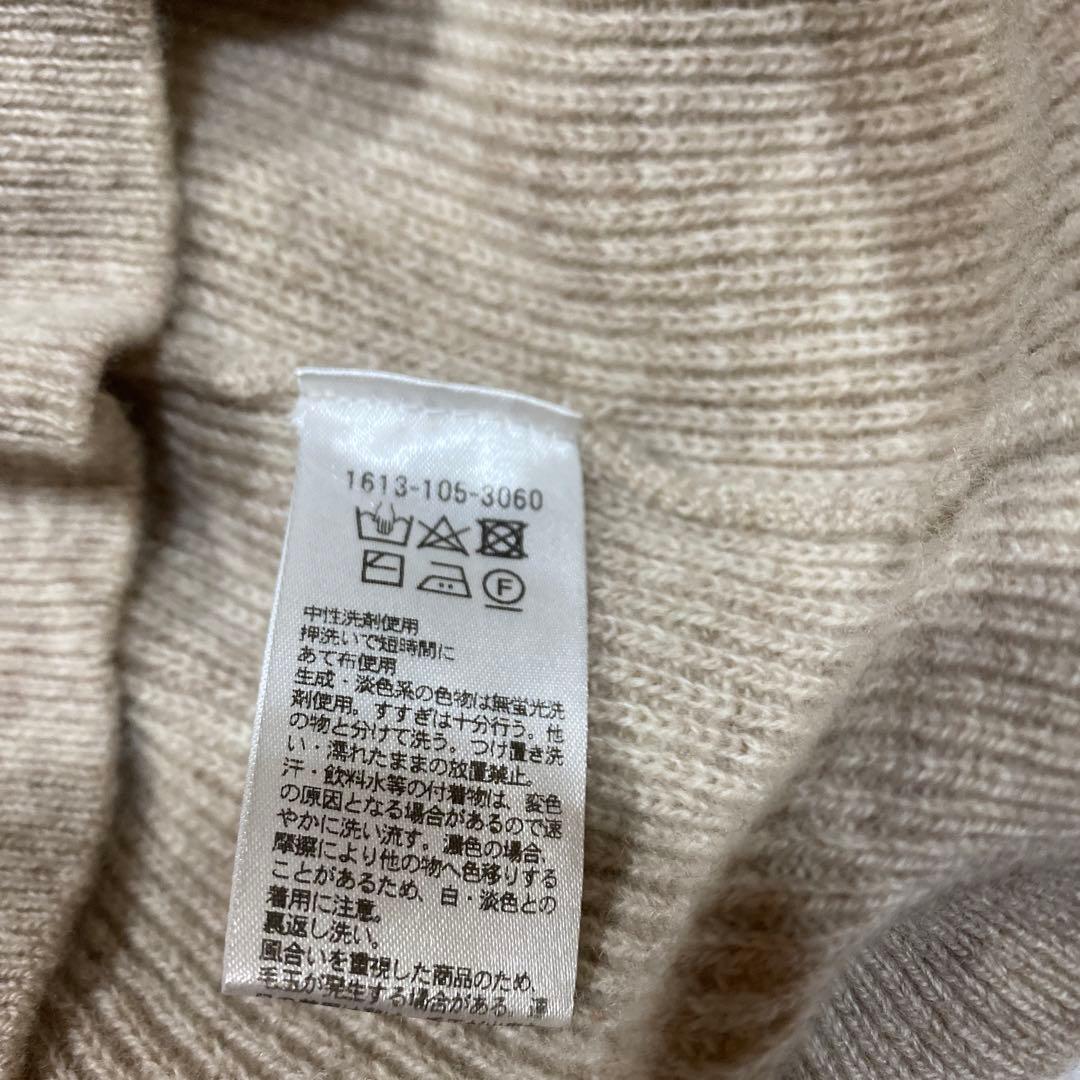 1613-105-3060
F
中性洗剤使用
押洗いで短時間に
あて布使用
生成・淡色系の色物は無蛍光洗
剤使用。すすぎは十分行う。他
の物と分けて洗う。つけ置き洗
い・濡れたままの放置禁止。
汗・飲料水等の付着物は、変色
の原因となる場合があるので速
やかに洗い流す。濃色の場合、
摩擦により他の物へ色移りする
ことがあるため、白・淡色との
着用に注意。
裏返し洗い。
風合いを重視した商品のため、
毛玉が発生する場合がある。連